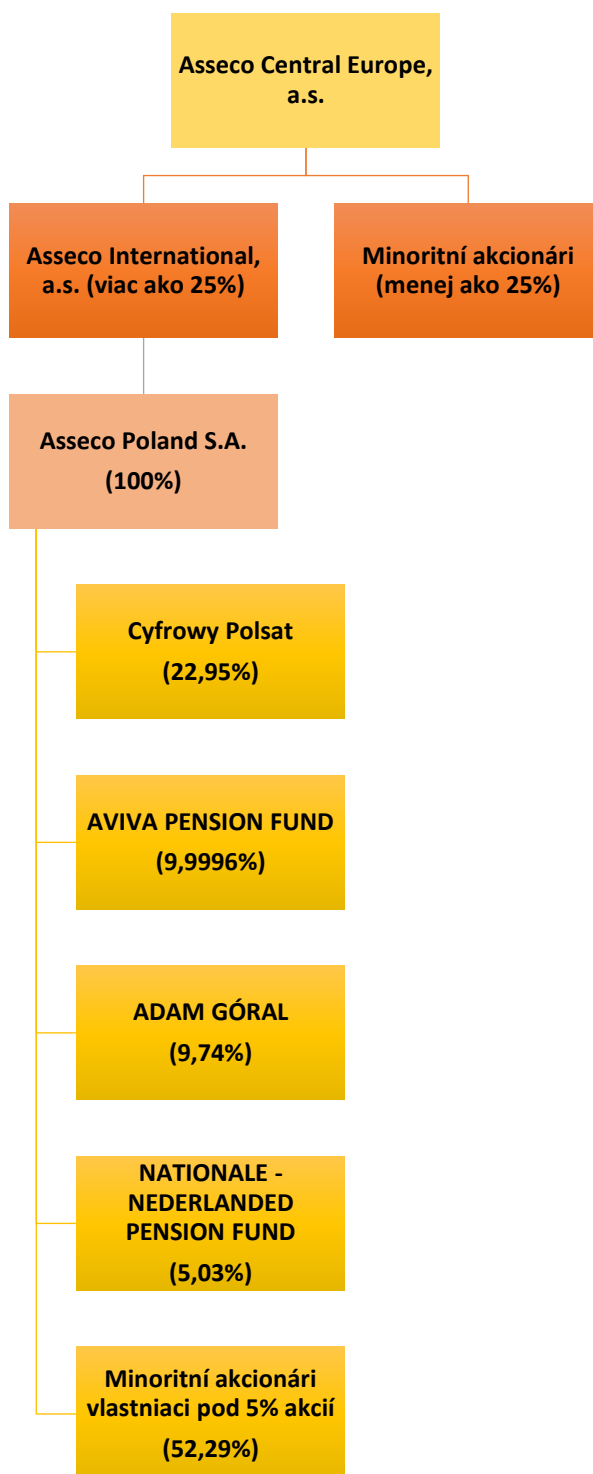 Asseco Central Europe,
a.s.
Asseco International,
a.s. (viac ako 25%)
Minoritní akcionári
(menej ako 25%)
Asseco Poland S.A.
(100%)
Cyfrowy Polsat
(22,95%)
AVIVA PENSION FUND
(9,9996%)
ADAM GÓRAL
(9,74%)
NATIONALE -
NEDERLANDED
PENSION FUND
(5,03%)
Minoritní akcionári
vlastniaci pod 5% akcií
(52,29%)